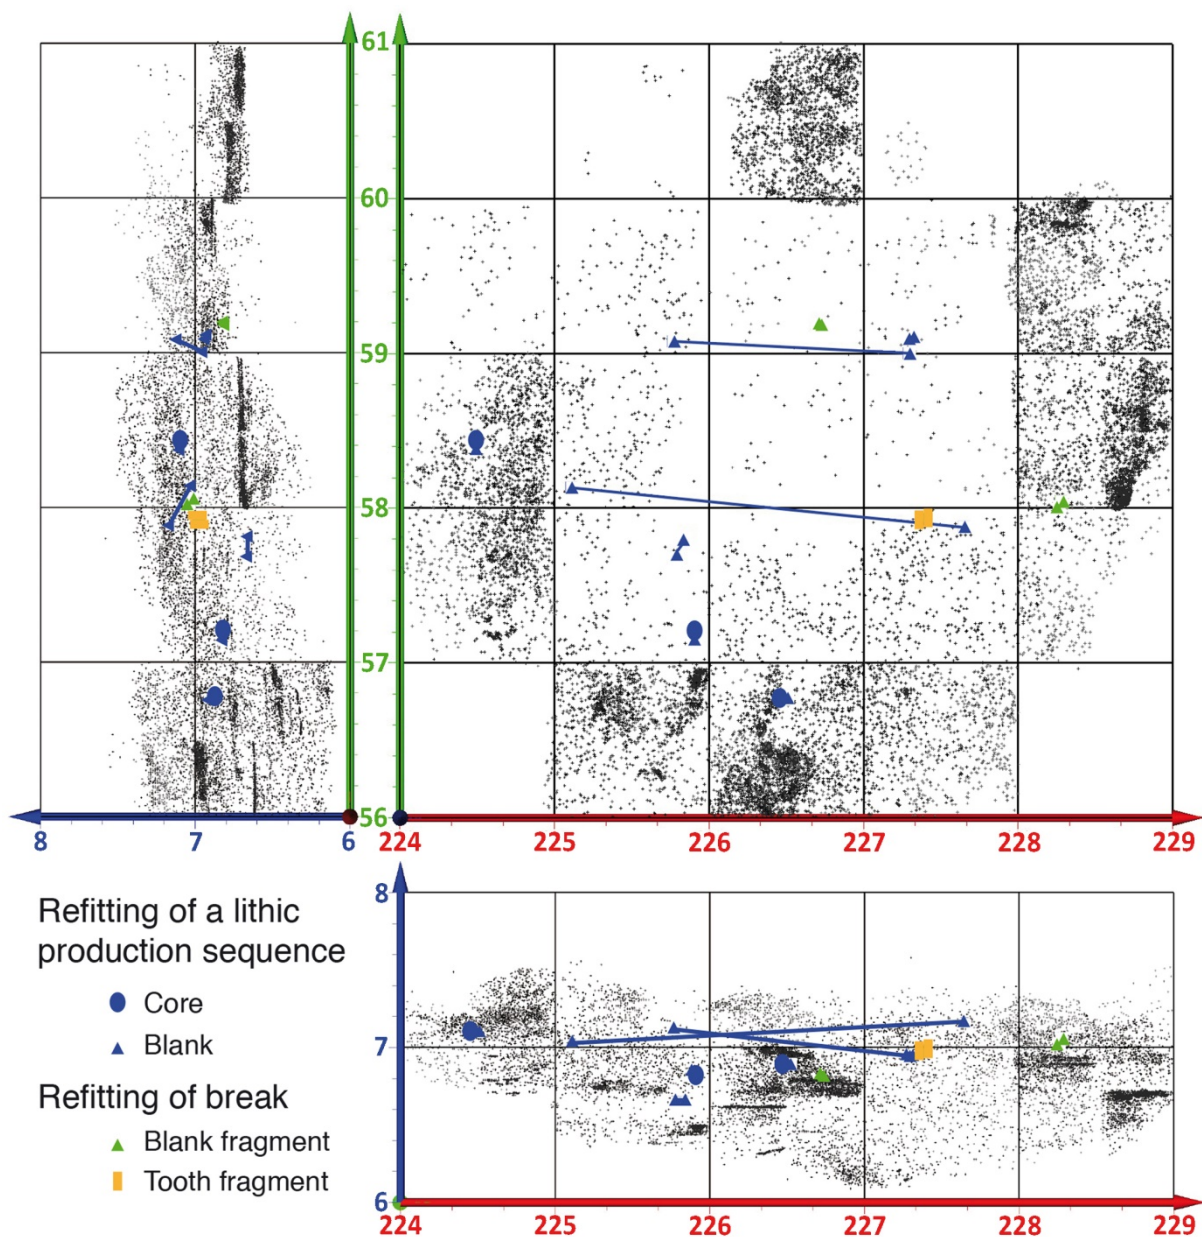 61
60
59
58
57
56
8 7 6
224 225 226 227 228 229
8
7
6
224 225 226 227 228 229
Refitting of a lithic
production sequence
Core
Blank
Refitting of break
Blank fragment
Tooth fragment